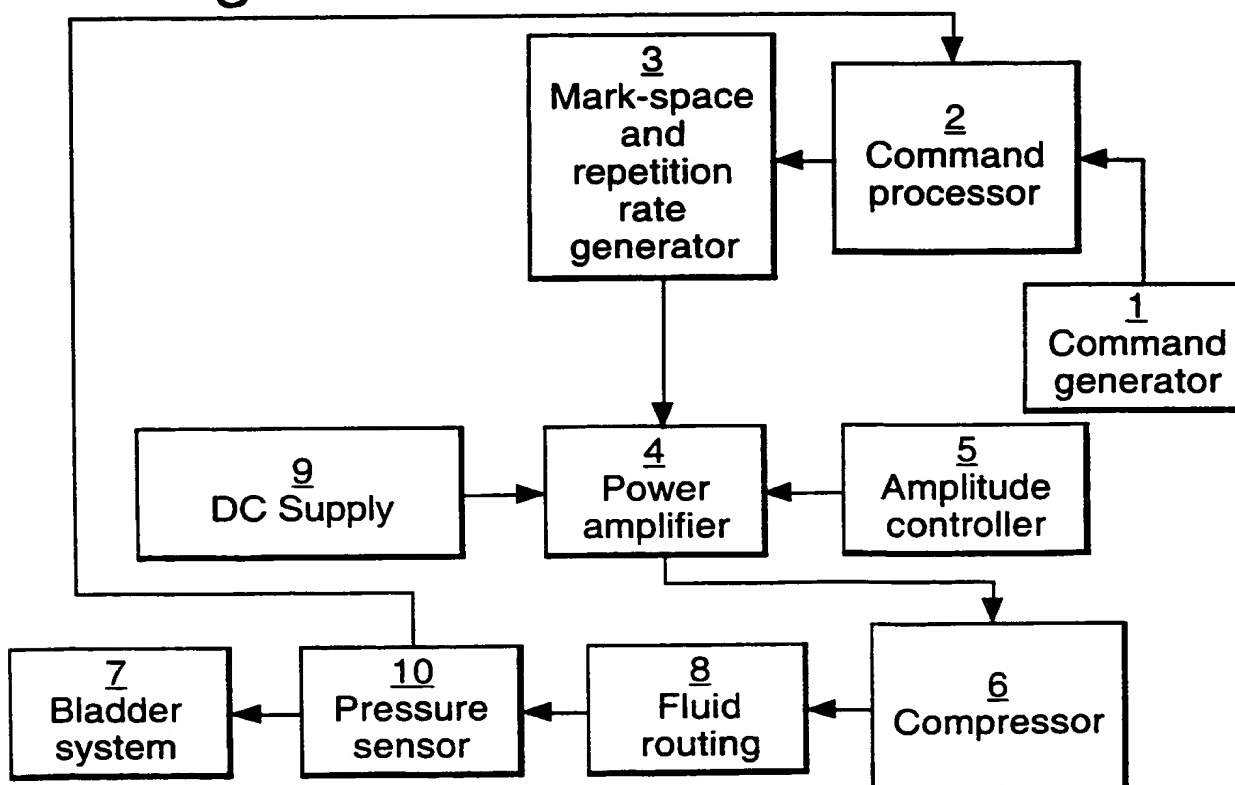 3
Mark-space
and
repetition
rate
generator
2
Command
processor
1
Command
generator
9
DC Supply
4
Power
amplifier
5
Amplitude
controller
7
Bladder
system
10
Pressure
sensor
8
Fluid
routing
6
Compressor